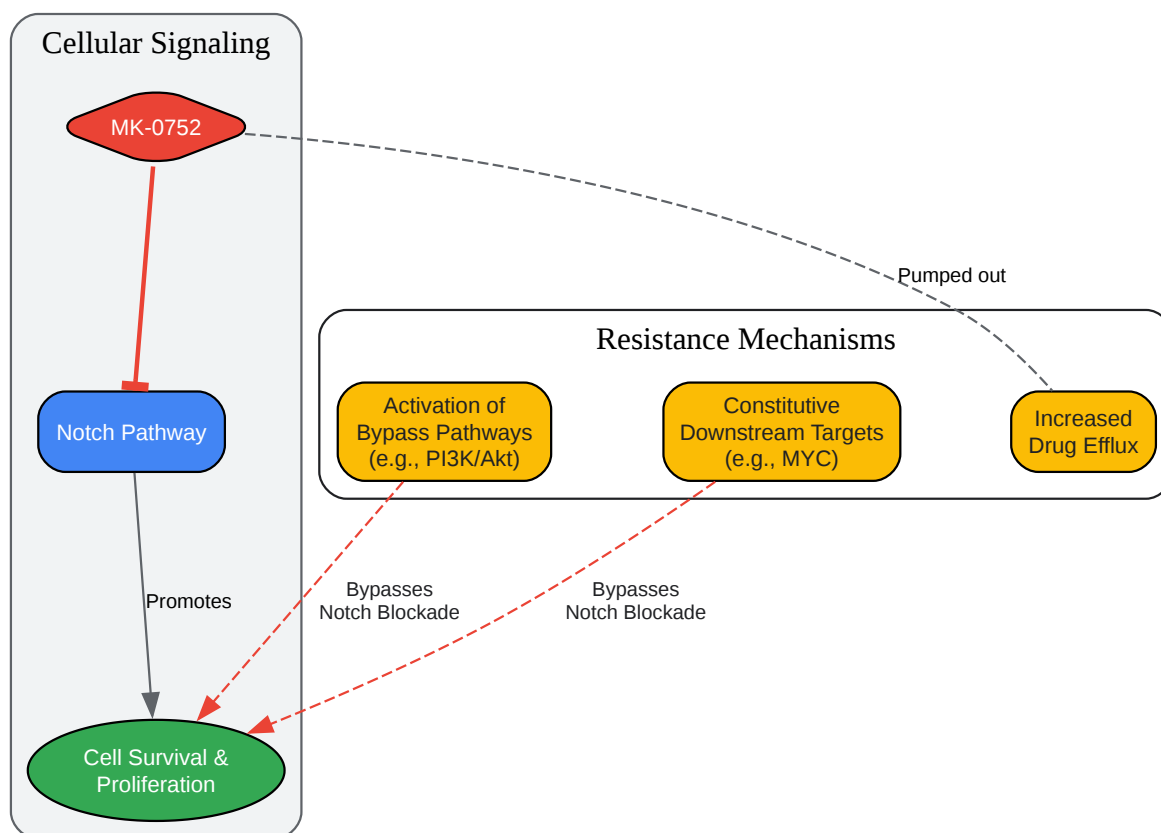 Cellular Signaling
MK-0752
Pumped out
Resistance Mechanisms
Notch Pathway
Activation of
Bypass Pathways
(e.g., PI3K/Akt)
Constitutive
Downstream Targets
(e.g., MYC)
Increased
Drug Efflux
Promotes
Bypasses
Notch Blockade
Bypasses
Notch Blockade
Cell Survival &
Proliferation